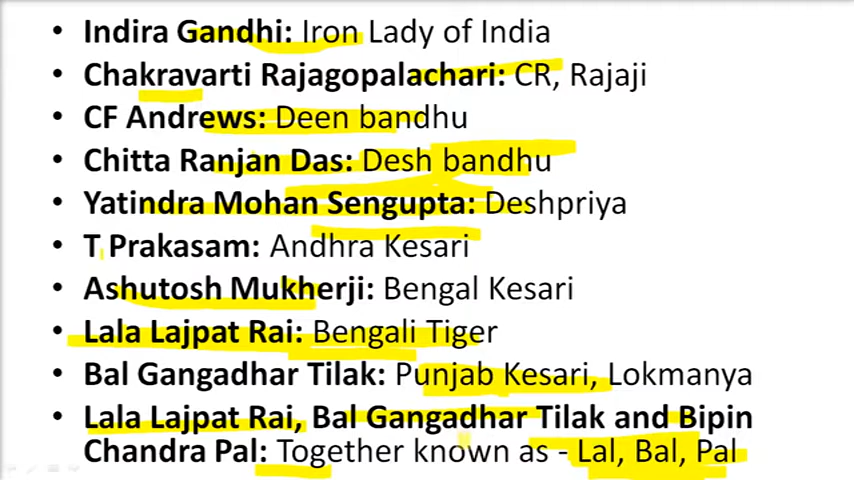 • Indira Gandhi: Iron Lady of India
• Chakravarti Rajagopalachari: CR, Rajaji
• CF Andrews: Deen bandhu
• Chitta Ranjan Das: Desh bandhu
• Yatindra Mohan Sengupta: Deshpriya
• T Prakasam: Andhra Kesari
• Ashutosh Mukherji: Bengal Kesari
• Lala Lajpat Rai: Bengali Tiger
• Bal Gangadhar Tilak: Punjab Kesari, Lokmanya
• Lala Lajpat Rai, Bal Gangadhar Tilak and Bipin
Chandra Pal: Together known as - Lal, Bal, Pal